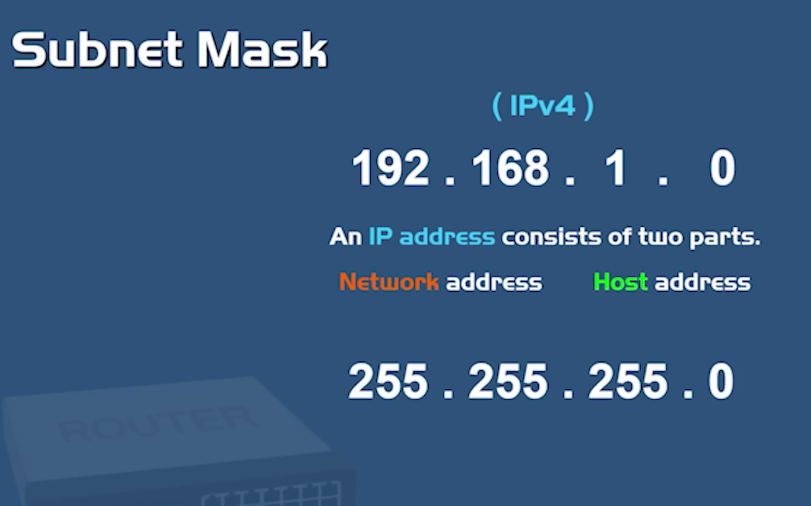 Subnet Mask
( IPv4 )
192 . 168 . 1 . 0
An IP address consists of two parts.
Network address Host address
255 . 255 . 255 . 0
ROUTER